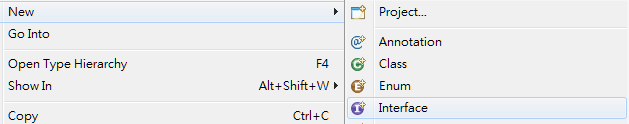 New
Go Into
Open Type Hierarchy F4
Show In Alt+Shift+W
Copy Ctrl+C
Project...
Annotation
Class
Enum
Interface